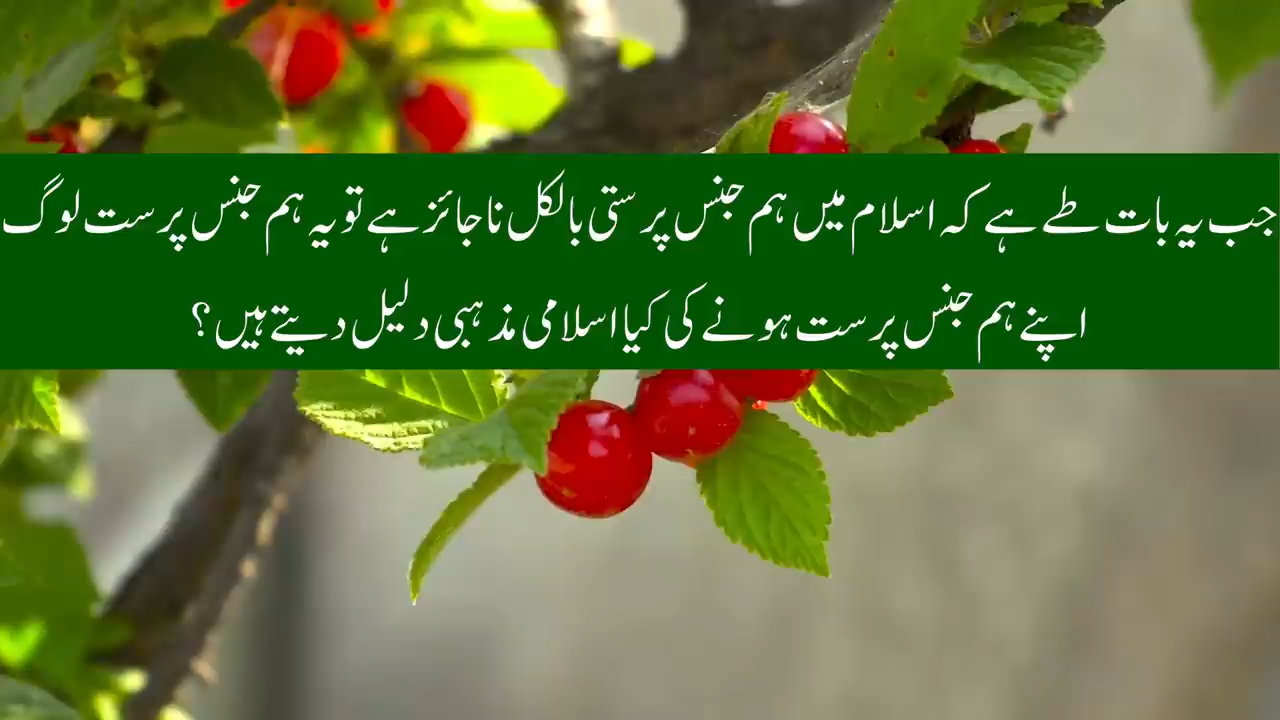 جب یہ بات طے ہے کہ اسلام میں ہم جنس پرستی بالکل ناجائز ہے تو یہ ہم جنس پرست لوگ
اپنے ہم جنس پرست ہونے کی کیا اسلامی مذہبی دلیل دیتے ہیں؟